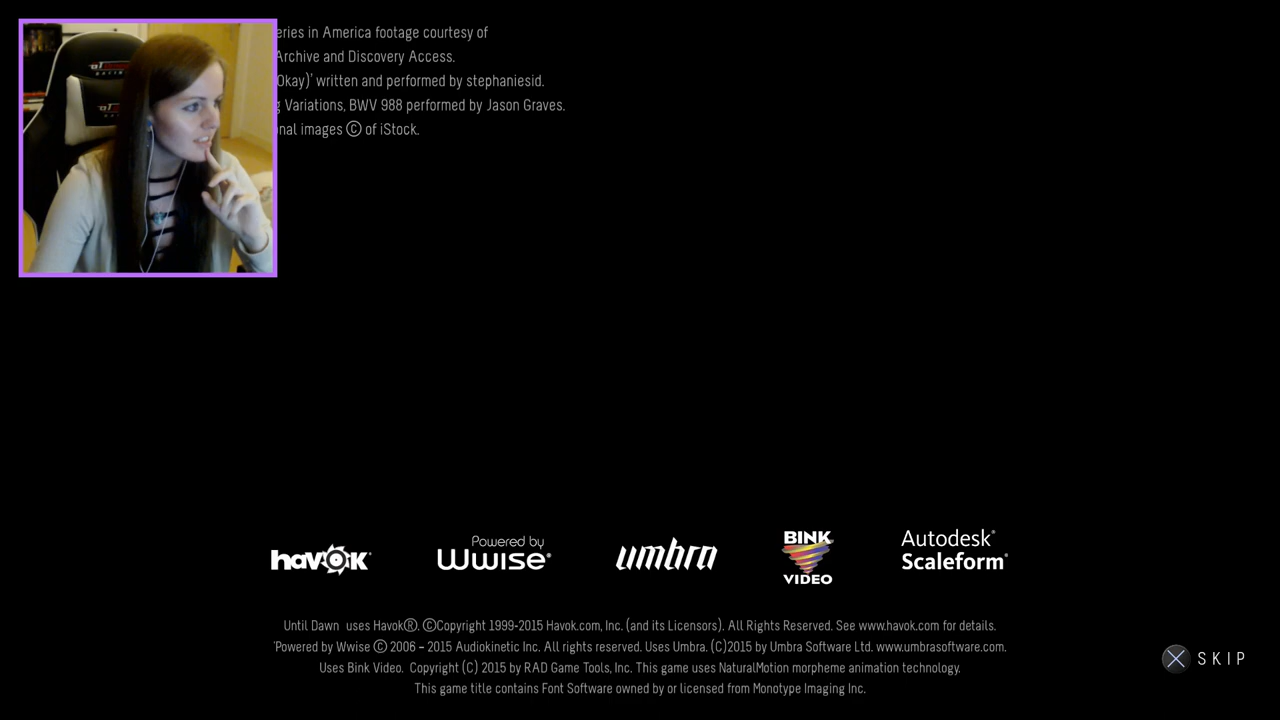 eries in America footage courtesy of
Archive and Discovery Access.
Okay)' written and performed by stephaniesid.
Variations, BWV 988 performed by Jason Graves.
nal images © of iStock.
havok®
Powered by
Wwise®
umbra
BINK
VIDEO
Autodesk®
Scaleform®
Until Dawn uses Havok®. ©Copyright 1999-2015 Havok.com, Inc. (and its Licensors). All Rights Reserved. See www.havok.com for details.
'Powered by Wwise © 2006 - 2015 Audiokinetic Inc. All rights reserved. Uses Umbra. (C)2015 by Umbra Software Ltd. www.umbrasoftware.com.
Uses Bink Video. Copyright (C) 2015 by RAD Game Tools, Inc. This game uses NaturalMotion morpheme animation technology.
This game title contains Font Software owned by or licensed from Monotype Imaging Inc.
SKIP